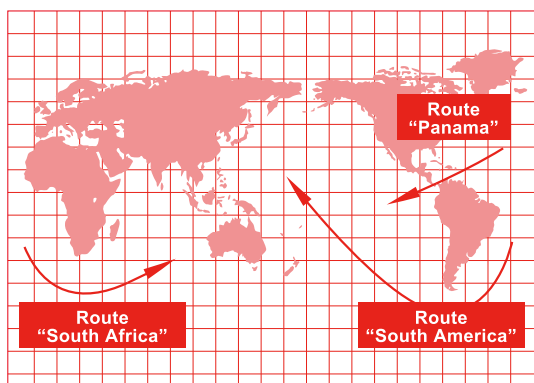 Route
“Panama”
Route
“South Africa”
Route
“South America”